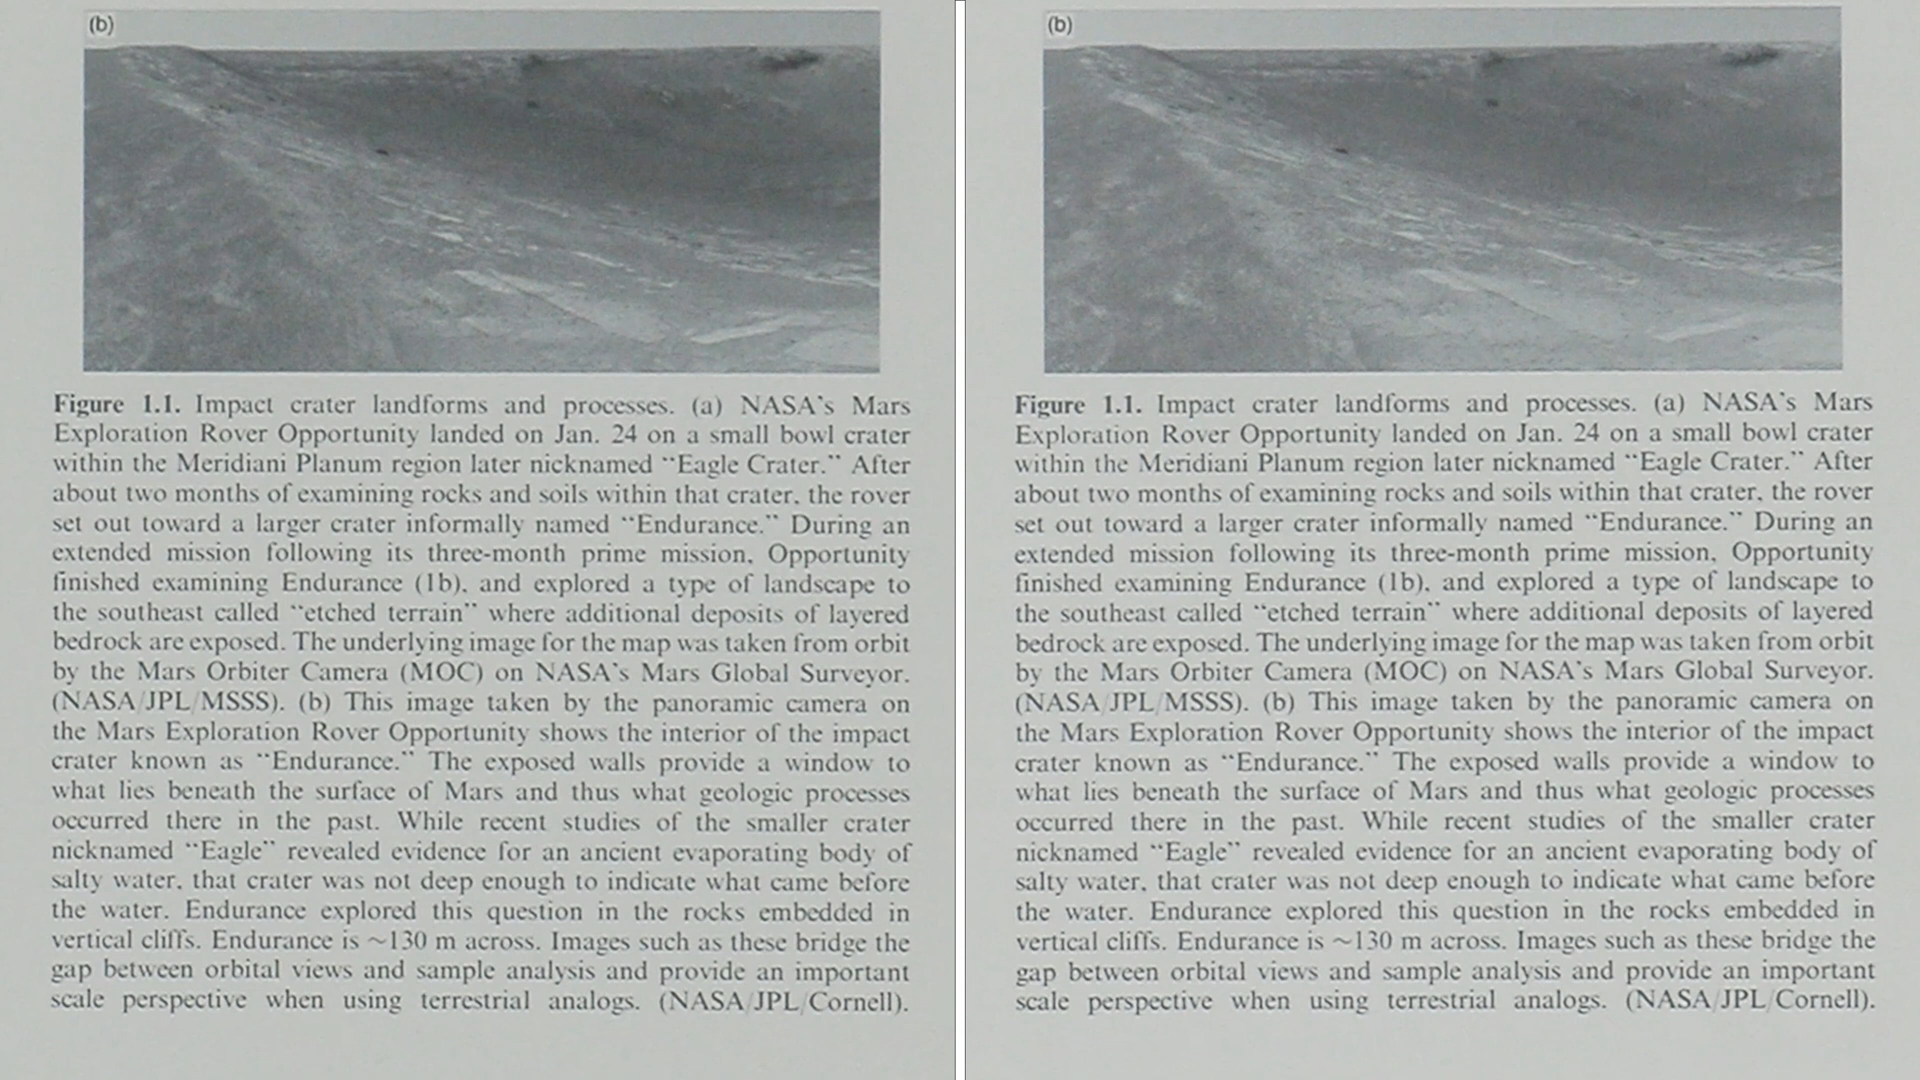 (b)
Figure 1.1. Impact crater landforms and processes. (a) NASA's Mars
Exploration Rover Opportunity landed on Jan. 24 on a small bowl crater
within the Meridiani Planum region later nicknamed "Eagle Crater." After
about two months of examining rocks and soils within that crater, the rover
set out toward a larger crater informally named "Endurance." During an
extended mission following its three-month prime mission, Opportunity
finished examining Endurance (1b), and explored a type of landscape to
the southeast called "etched terrain" where additional deposits of layered
bedrock are exposed. The underlying image for the map was taken from orbit
by the Mars Orbiter Camera (MOC) on NASA's Mars Global Surveyor.
(NASA/JPL/MSSS). (b) This image taken by the panoramic camera on
the Mars Exploration Rover Opportunity shows the interior of the impact
crater known as "Endurance." The exposed walls provide a window to
what lies beneath the surface of Mars and thus what geologic processes
occurred there in the past. While recent studies of the smaller crater
nicknamed "Eagle" revealed evidence for an ancient evaporating body of
salty water, that crater was not deep enough to indicate what came before
the water. Endurance explored this question in the rocks embedded in
vertical cliffs. Endurance is ~130 m across. Images such as these bridge the
gap between orbital views and sample analysis and provide an important
scale perspective when using terrestrial analogs. (NASA/JPL/Cornell).
(b)
Figure 1.1. Impact crater landforms and processes. (a) NASA's Mars
Exploration Rover Opportunity landed on Jan. 24 on a small bowl crater
within the Meridiani Planum region later nicknamed "Eagle Crater." After
about two months of examining rocks and soils within that crater, the rover
set out toward a larger crater informally named "Endurance." During an
extended mission following its three-month prime mission, Opportunity
finished examining Endurance (1b), and explored a type of landscape to
the southeast called "etched terrain" where additional deposits of layered
bedrock are exposed. The underlying image for the map was taken from orbit
by the Mars Orbiter Camera (MOC) on NASA's Mars Global Surveyor.
(NASA/JPL/MSSS). (b) This image taken by the panoramic camera on
the Mars Exploration Rover Opportunity shows the interior of the impact
crater known as "Endurance." The exposed walls provide a window to
what lies beneath the surface of Mars and thus what geologic processes
occurred there in the past. While recent studies of the smaller crater
nicknamed "Eagle" revealed evidence for an ancient evaporating body of
salty water, that crater was not deep enough to indicate what came before
the water. Endurance explored this question in the rocks embedded in
vertical cliffs. Endurance is ~130 m across. Images such as these bridge the
gap between orbital views and sample analysis and provide an important
scale perspective when using terrestrial analogs. (NASA/JPL/Cornell).